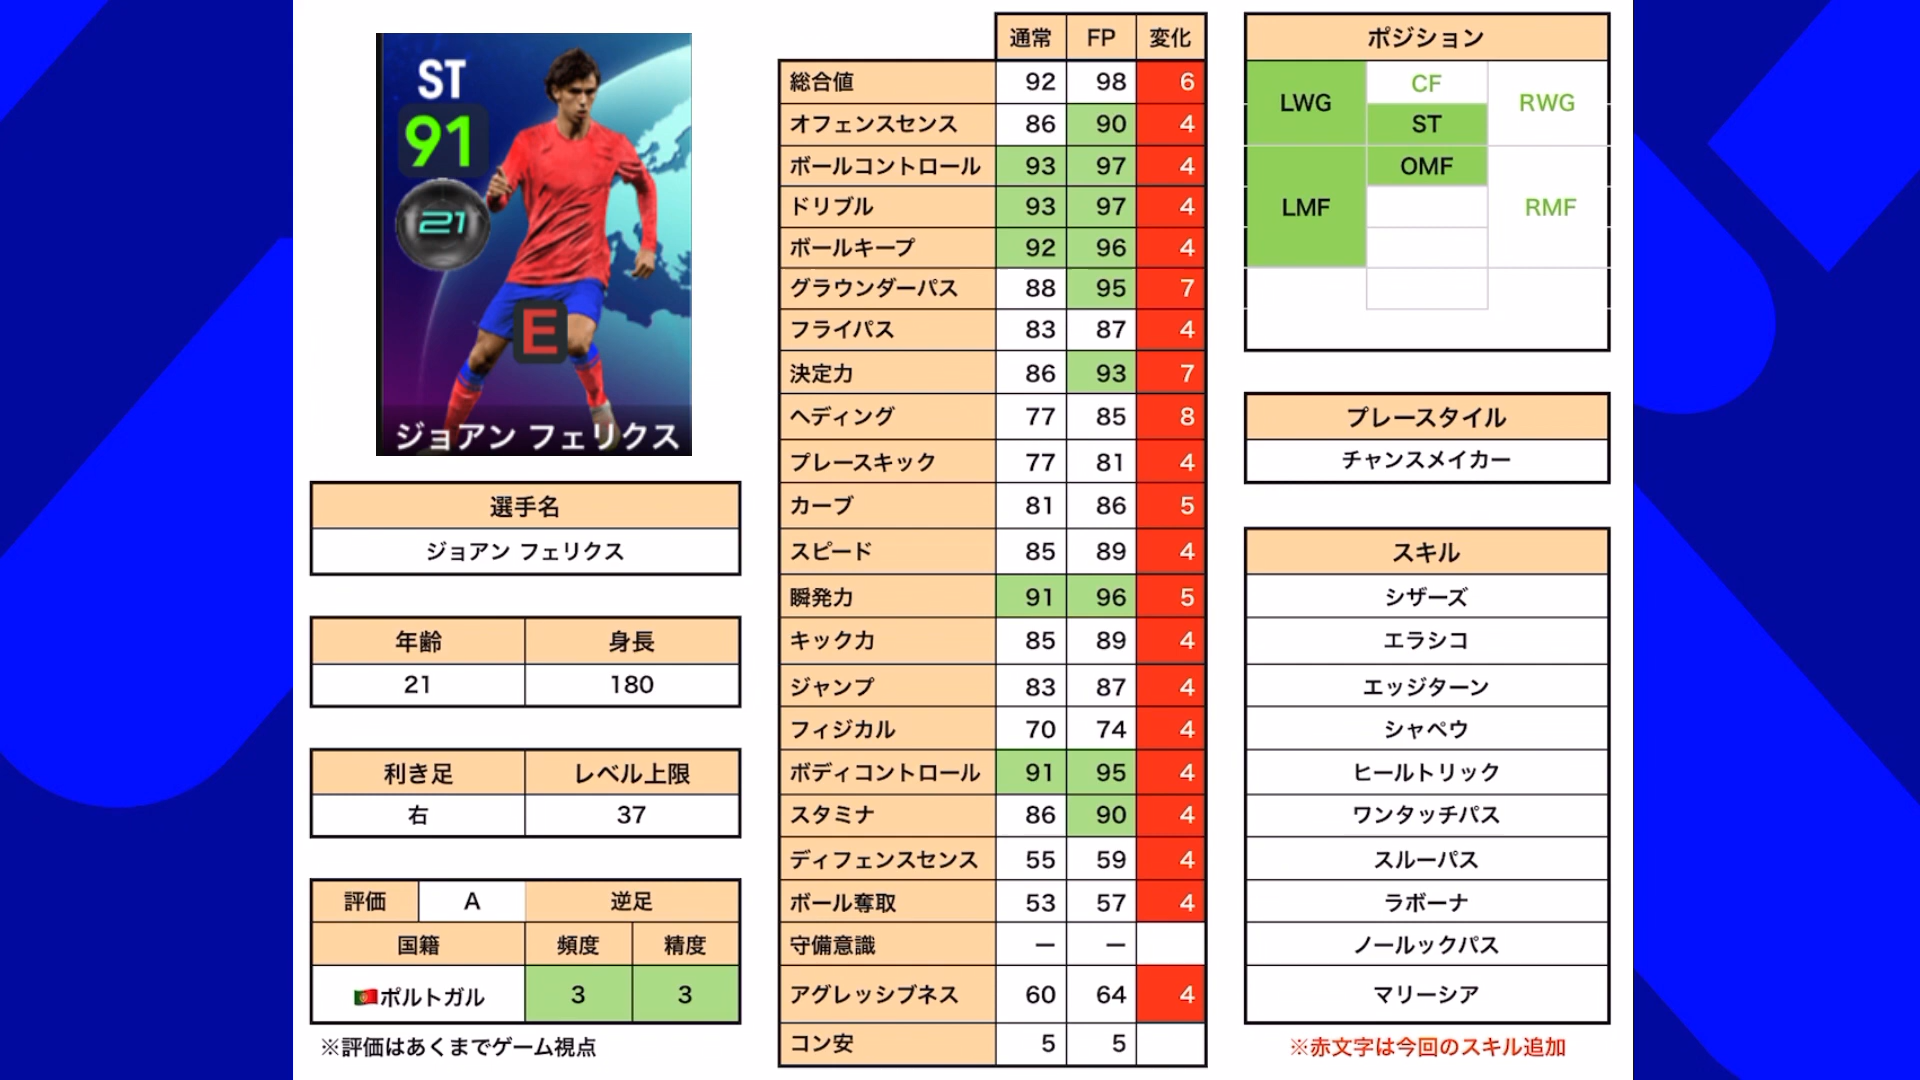 ST
91
21
E
ジョアン フェリクス
選手名
ジョアン フェリクス
年齢 身長
21 180
利き足 レベル上限
右 37
評価 A 逆足
国籍 頻度 精度
🇵🇹ポルトガル 3 3
※評価はあくまでゲーム視点
通常 FP 変化
総合値 92 98 6
オフェンスセンス 86 90 4
ボールコントロール 93 97 4
ドリブル 93 97 4
ボールキープ 92 96 4
グラウンダーパス 88 95 7
フライパス 83 87 4
決定力 86 93 7
ヘディング 77 85 8
プレースキック 77 81 4
カーブ 81 86 5
スピード 85 89 4
瞬発力 91 96 5
キック力 85 89 4
ジャンプ 83 87 4
フィジカル 70 74 4
ボディコントロール 91 95 4
スタミナ 86 90 4
ディフェンスセンス 55 59 4
ボール奪取 53 57 4
守備意識 ー ー
アグレッシブネス 60 64 4
コン安 5 5
ポジション
LWG CF RWG
ST
OMF
LMF RMF
プレースタイル
チャンスメイカー
スキル
シザーズ
エラシコ
エッジターン
シャペウ
ヒールトリック
ワンタッチパス
スルーパス
ラボーナ
ノールックパス
マリーシア
※赤文字は今回のスキル追加